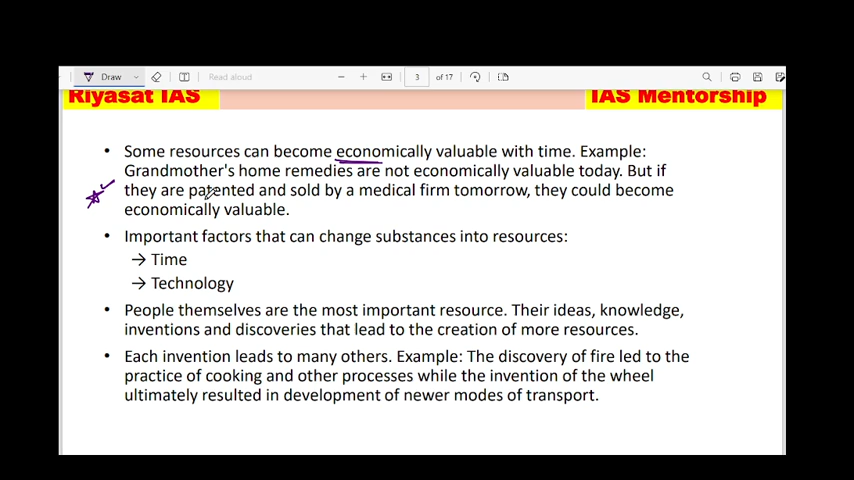 Draw
Read aloud
3 of 17
Riyasat IAS
IAS Mentorship
• Some resources can become economically valuable with time. Example:
Grandmother's home remedies are not economically valuable today. But if
they are patented and sold by a medical firm tomorrow, they could become
economically valuable.
• Important factors that can change substances into resources:
→ Time
→ Technology
• People themselves are the most important resource. Their ideas, knowledge,
inventions and discoveries that lead to the creation of more resources.
• Each invention leads to many others. Example: The discovery of fire led to the
practice of cooking and other processes while the invention of the wheel
ultimately resulted in development of newer modes of transport.